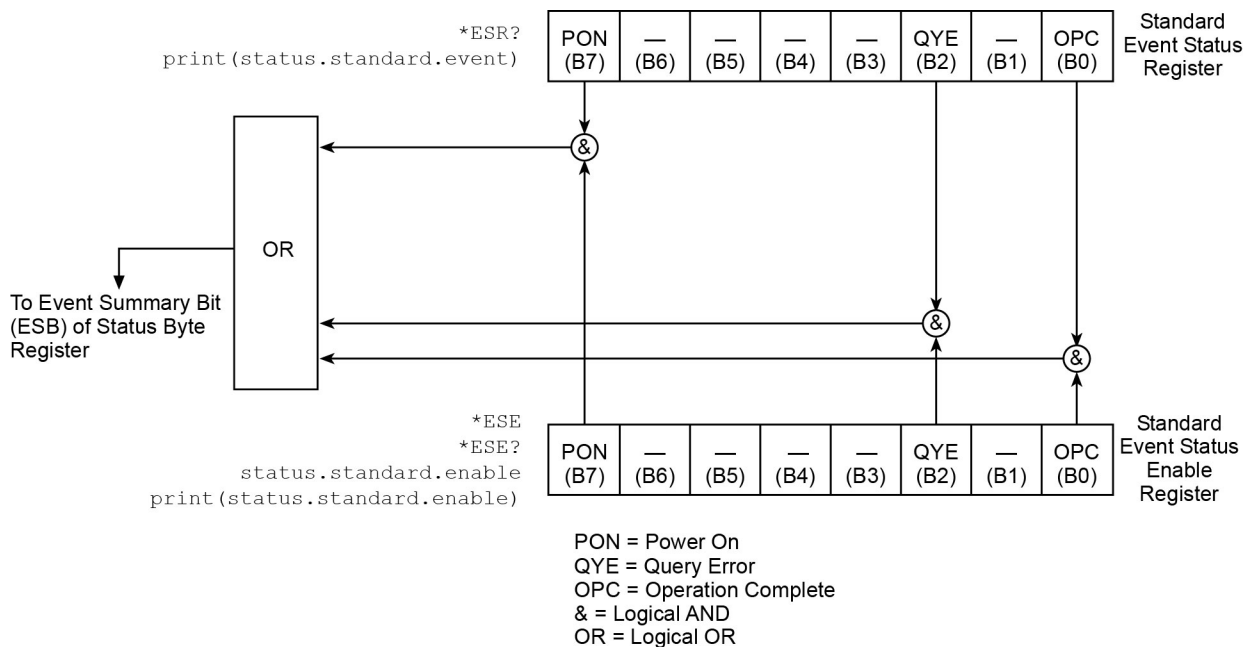 *ESR?
print(status.standard.event)
PON — — — — QYE — OPC
(B7) (B6) (B5) (B4) (B3) (B2) (B1) (B0)
Standard
Event Status
Register
&
OR
To Event Summary Bit
(ESB) of Status Byte
Register
&
&
*ESE
*ESE?
status.standard.enable
print(status.standard.enable)
PON — — — — QYE — OPC
(B7) (B6) (B5) (B4) (B3) (B2) (B1) (B0)
Standard
Event Status
Enable
Register
PON = Power On
QYE = Query Error
OPC = Operation Complete
& = Logical AND
OR = Logical OR